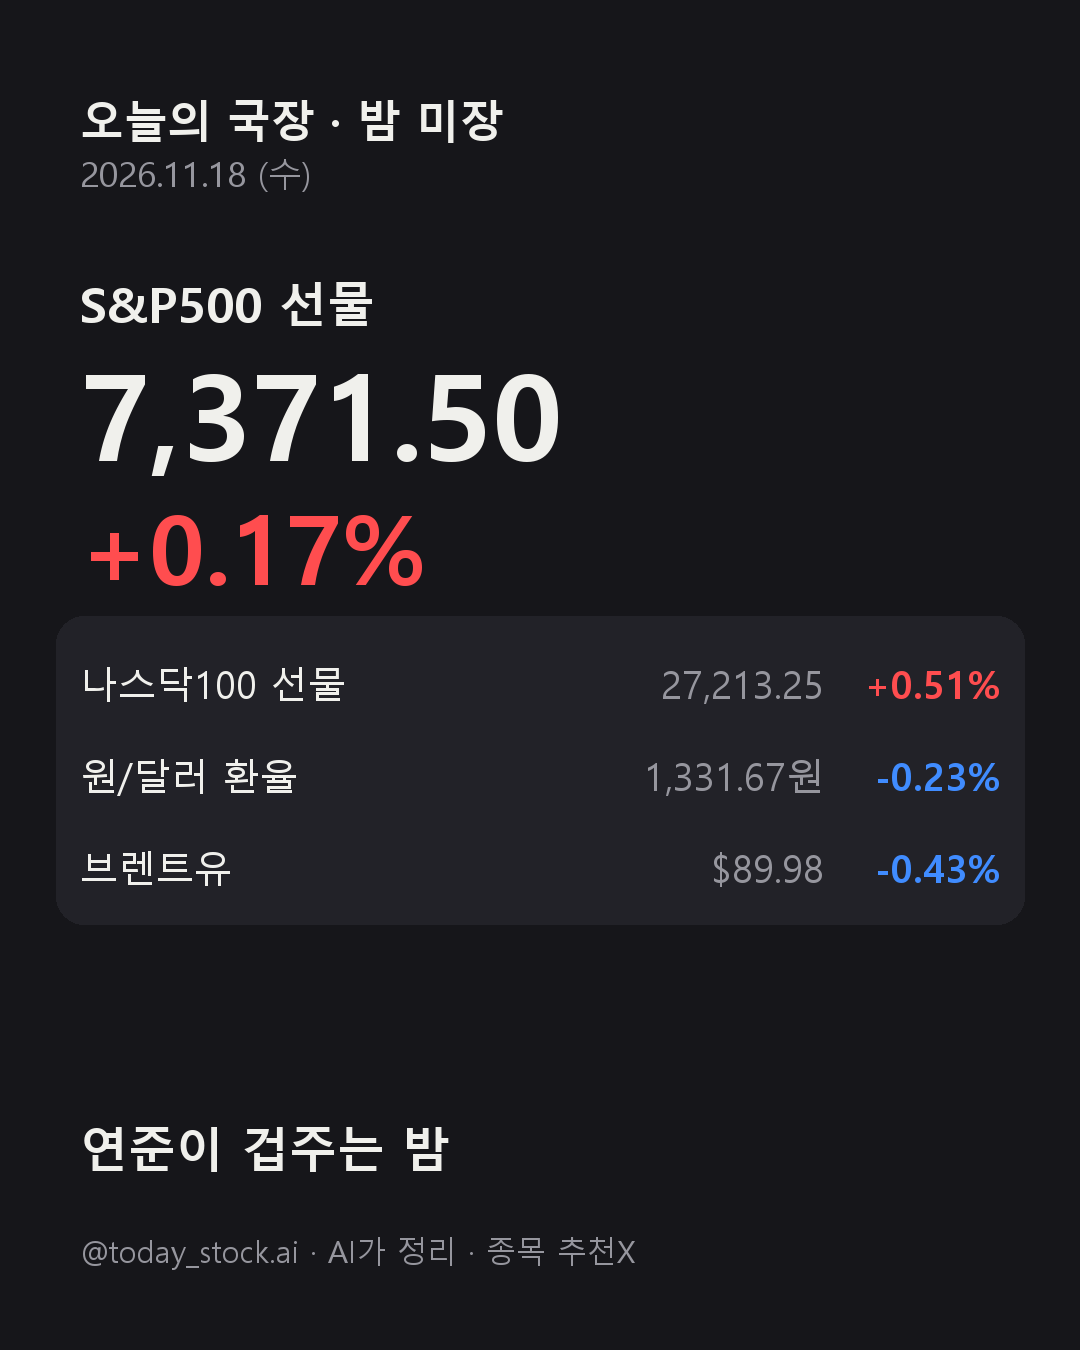 오늘의 국장 · 밤 미장
2026.11.18 (수)
S&P500 선물
7,371.50
+0.17%
나스닥100 선물 27,213.25 +0.51%
원/달러 환율 1,331.67원 -0.23%
브렌트유 $89.98 -0.43%
연준이 겁주는 밤
@today_stock.ai · AI가 정리 · 종목 추천X